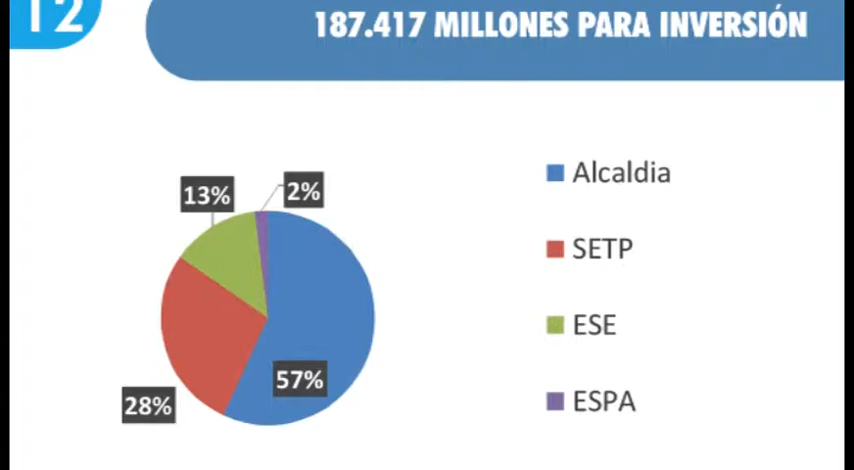 12
187.417 MILLONES PARA INVERSIÓN
13%
2%
57%
28%
Alcaldia
SETP
ESE
ESPA